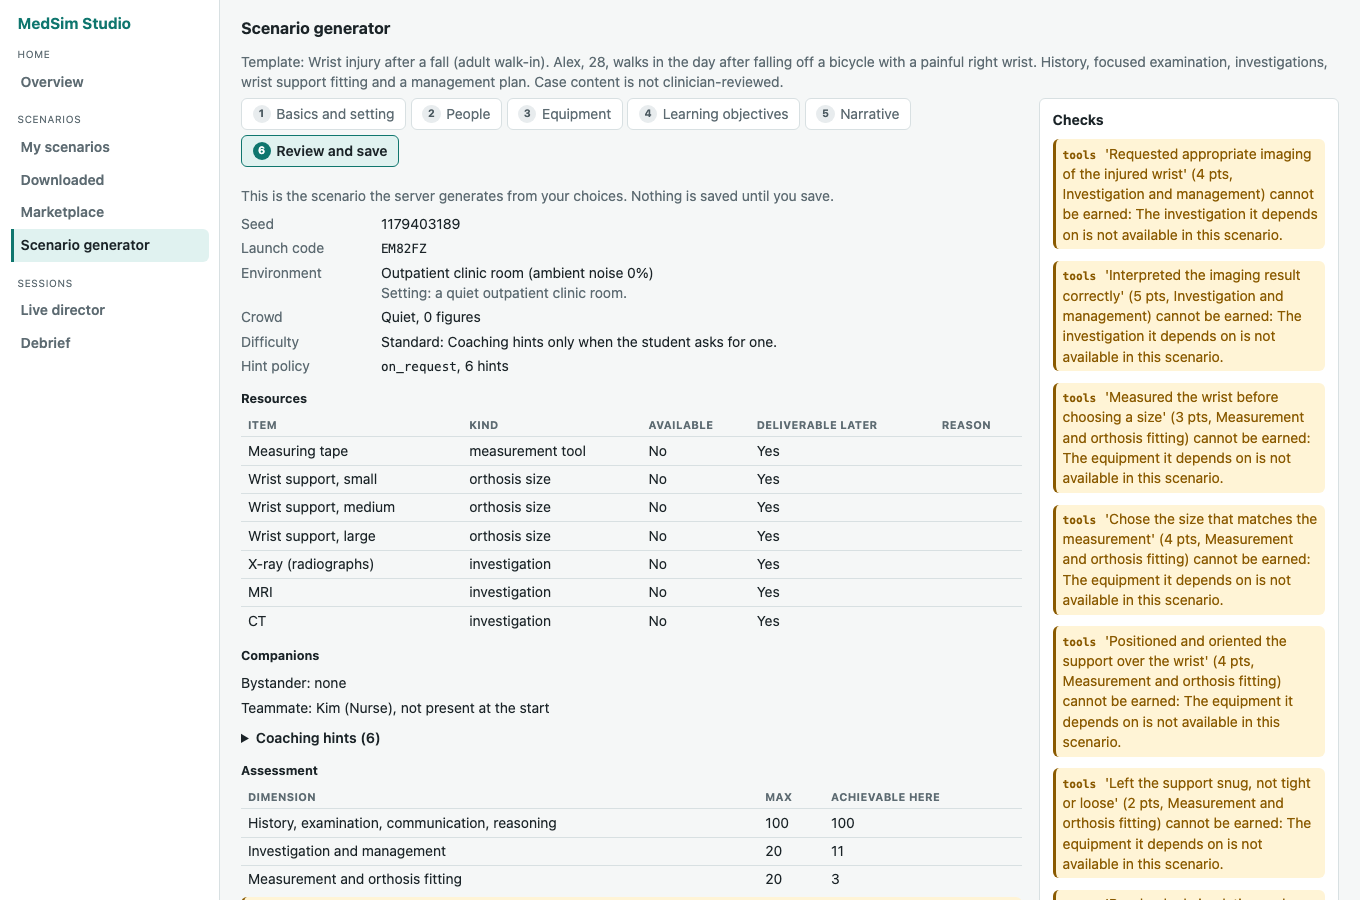 MedSim Studio
HOME
Overview
SCENARIOS
My scenarios
Downloaded
Marketplace
Scenario generator
SESSIONS
Live director
Debrief
Scenario generator
Template: Wrist injury after a fall (adult walk-in). Alex, 28, walks in the day after falling off a bicycle with a painful right wrist. History, focused examination, investigations,
wrist support fitting and a management plan. Case content is not clinician-reviewed.
1 Basics and setting
2 People
3 Equipment
4 Learning objectives
5 Narrative
6 Review and save
This is the scenario the server generates from your choices. Nothing is saved until you save.
Seed 1179403189
Launch code EM82FZ
Environment Outpatient clinic room (ambient noise 0%)
Setting: a quiet outpatient clinic room.
Crowd Quiet, 0 figures
Difficulty Standard: Coaching hints only when the student asks for one.
Hint policy on_request, 6 hints
Resources
ITEM KIND AVAILABLE DELIVERABLE LATER REASON
Measuring tape measurement tool No Yes
Wrist support, small orthosis size No Yes
Wrist support, medium orthosis size No Yes
Wrist support, large orthosis size No Yes
X-ray (radiographs) investigation No Yes
MRI investigation No Yes
CT investigation No Yes
Companions
Bystander: none
Teammate: Kim (Nurse), not present at the start
Coaching hints (6)
Assessment
DIMENSION MAX ACHIEVABLE HERE
History, examination, communication, reasoning 100 100
Investigation and management 20 11
Measurement and orthosis fitting 20 3
Checks
tools 'Requested appropriate imaging
of the injured wrist' (4 pts,
Investigation and management) cannot
be earned: The investigation it depends
on is not available in this scenario.
tools 'Interpreted the imaging result
correctly' (5 pts, Investigation and
management) cannot be earned: The
investigation it depends on is not
available in this scenario.
tools 'Measured the wrist before
choosing a size' (3 pts, Measurement
and orthosis fitting) cannot be earned:
The equipment it depends on is not
available in this scenario.
tools 'Chose the size that matches the
measurement' (4 pts, Measurement
and orthosis fitting) cannot be earned:
The equipment it depends on is not
available in this scenario.
tools 'Positioned and oriented the
support over the wrist' (4 pts,
Measurement and orthosis fitting)
cannot be earned: The equipment it
depends on is not available in this
scenario.
tools 'Left the support snug, not tight
or loose' (2 pts, Measurement and
orthosis fitting) cannot be earned: The
equipment it depends on is not
available in this scenario.